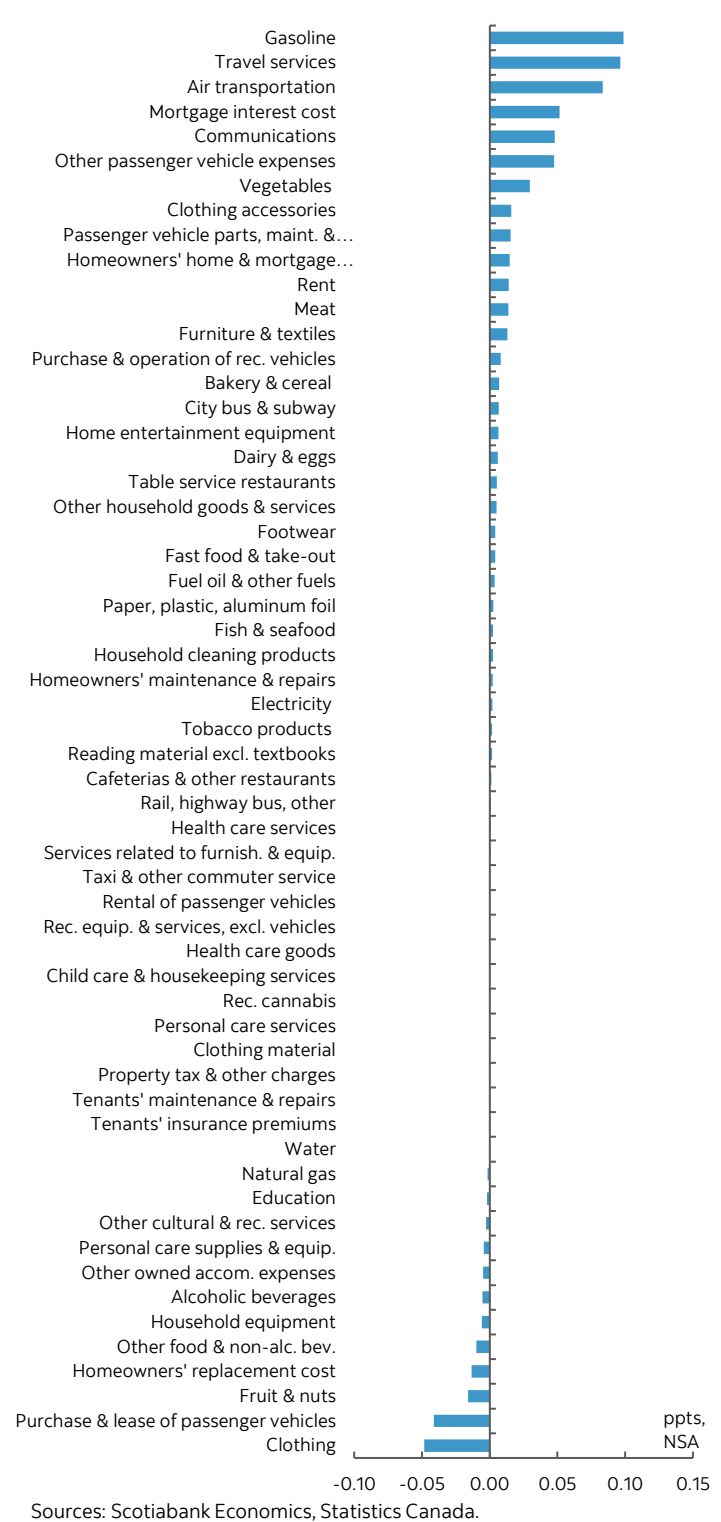 Gasoline
Travel services
Air transportation
Mortgage interest cost
Communications
Other passenger vehicle expenses
Vegetables
Clothing accessories
Passenger vehicle parts, maint. &…
Homeowners' home & mortgage…
Rent
Meat
Furniture & textiles
Purchase & operation of rec. vehicles
Bakery & cereal
City bus & subway
Home entertainment equipment
Dairy & eggs
Table service restaurants
Other household goods & services
Footwear
Fast food & take-out
Fuel oil & other fuels
Paper, plastic, aluminum foil
Fish & seafood
Household cleaning products
Homeowners' maintenance & repairs
Electricity
Tobacco products
Reading material excl. textbooks
Cafeterias & other restaurants
Rail, highway bus, other
Health care services
Services related to furnish. & equip.
Taxi & other commuter service
Rental of passenger vehicles
Rec. equip. & services, excl. vehicles
Health care goods
Child care & housekeeping services
Rec. cannabis
Personal care services
Clothing material
Property tax & other charges
Tenants' maintenance & repairs
Tenants' insurance premiums
Water
Natural gas
Education
Other cultural & rec. services
Personal care supplies & equip.
Other owned accom. expenses
Alcoholic beverages
Household equipment
Other food & non-alc. bev.
Homeowners' replacement cost
Fruit & nuts
Purchase & lease of passenger vehicles
Clothing
ppts,
NSA
-0.10 -0.05 0.00 0.05 0.10 0.15
Sources: Scotiabank Economics, Statistics Canada.